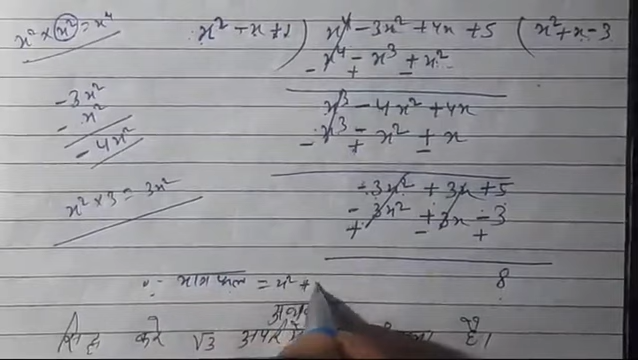 x² × x² = x⁴
x² - x + 1 ) x⁴ - 3x² + 4x + 5 ( x² + x - 3
x⁴ - x³ + x²
- + -
-3x²
- x²
- 4x²
x³ - 4x² + 4x
x³ - x² + x
- + -
x² × 3 = 3x²
-3x² + 3x + 5
- 3x² + 3x - 3
+ - +
8
∵ भागफल = x² +
करें √3